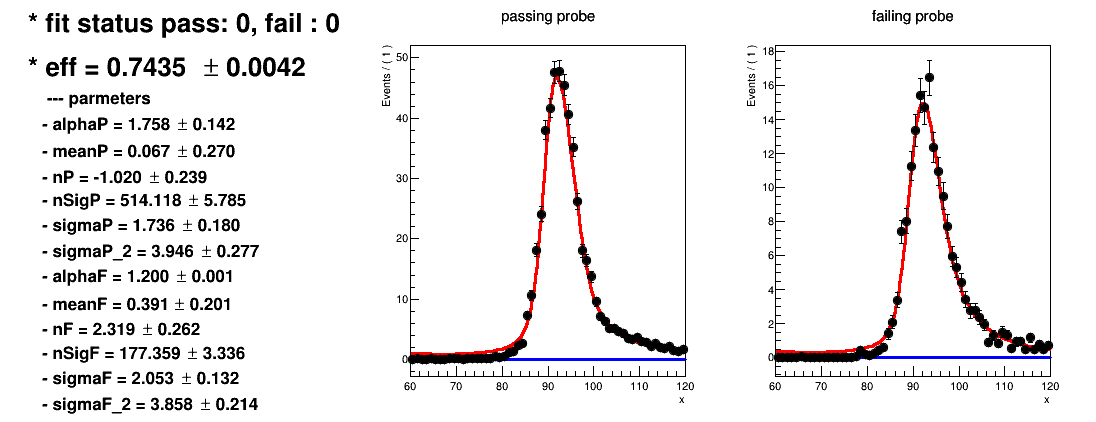 * fit status pass: 0, fail : 0
* eff = 0.7435 ± 0.0042
--- parmeters
- alphaP = 1.758 ± 0.142
- meanP = 0.067 ± 0.270
- nP = -1.020 ± 0.239
- nSigP = 514.118 ± 5.785
- sigmaP = 1.736 ± 0.180
- sigmaP_2 = 3.946 ± 0.277
- alphaF = 1.200 ± 0.001
- meanF = 0.391 ± 0.201
- nF = 2.319 ± 0.262
- nSigF = 177.359 ± 3.336
- sigmaF = 2.053 ± 0.132
- sigmaF_2 = 3.858 ± 0.214
passing probe
Events / ( 1 )
50
40
30
20
10
0
60 70 80 90 100 110 120
x
failing probe
Events / ( 1 )
18
16
14
12
10
8
6
4
2
0
60 70 80 90 100 110 120
x